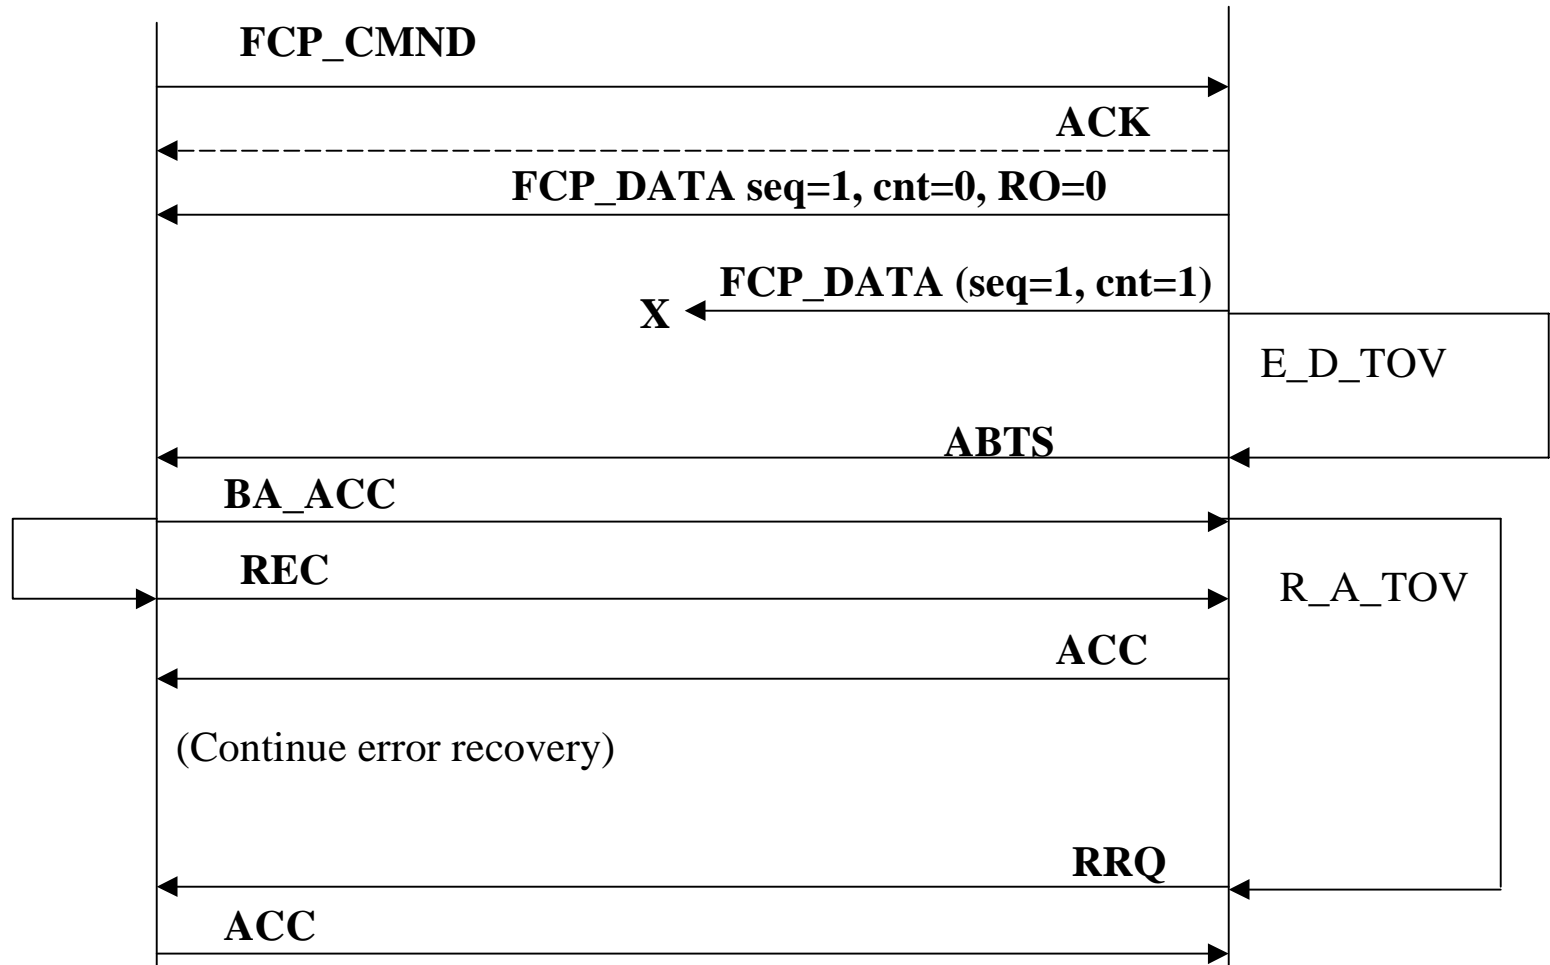 FCP_CMND
ACK
FCP_DATA seq=1, cnt=0, RO=0
FCP_DATA (seq=1, cnt=1)
X
E_D_TOV
ABTS
BA_ACC
REC
R_A_TOV
ACC
(Continue error recovery)
RRQ
ACC